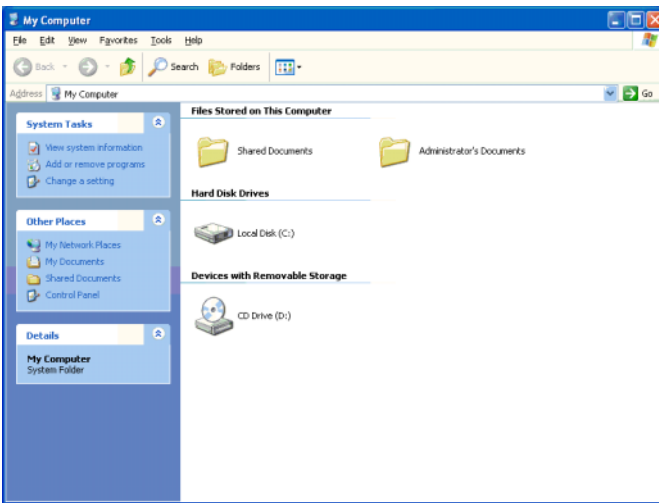 My Computer
File Edit View Favorites Tools Help
Back Search Folders
Address My Computer Go
System Tasks
View system information
Add or remove programs
Change a setting
Other Places
My Network Places
My Documents
Shared Documents
Control Panel
Details
My Computer
System Folder
Files Stored on This Computer
Shared Documents Administrator's Documents
Hard Disk Drives
Local Disk (C:)
Devices with Removable Storage
CD Drive (D:)